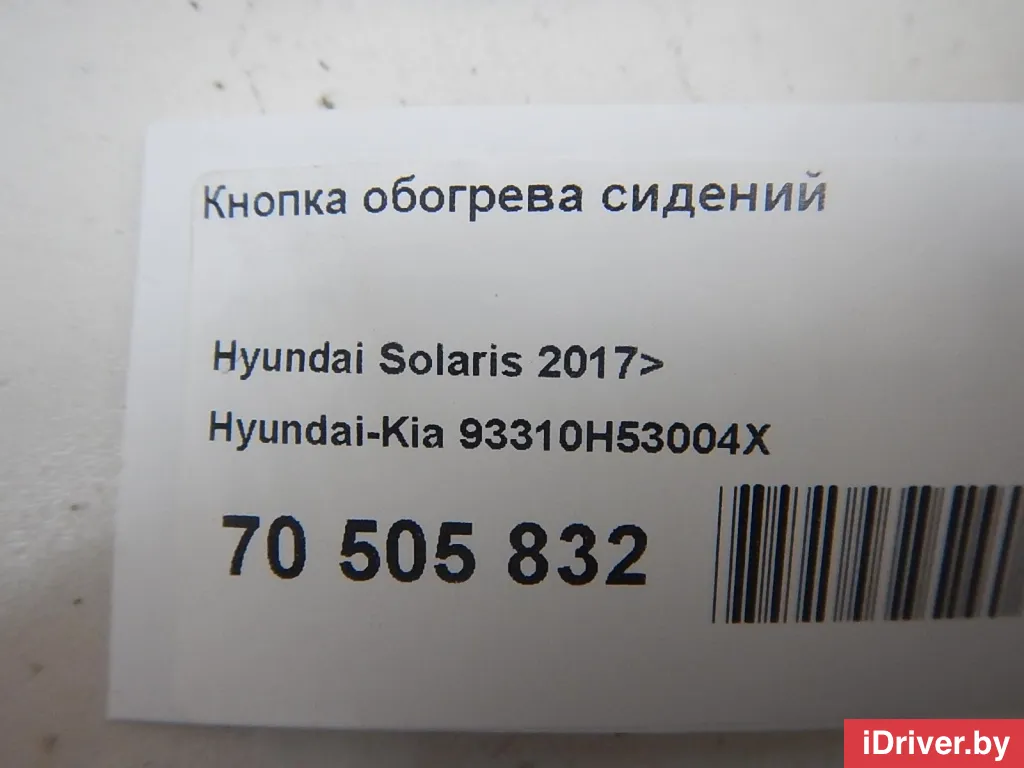 Кнопка обогрева сидений
Hyundai Solaris 2017>
Hyundai-Kia 93310H53004X
70 505 832
iDriver.by